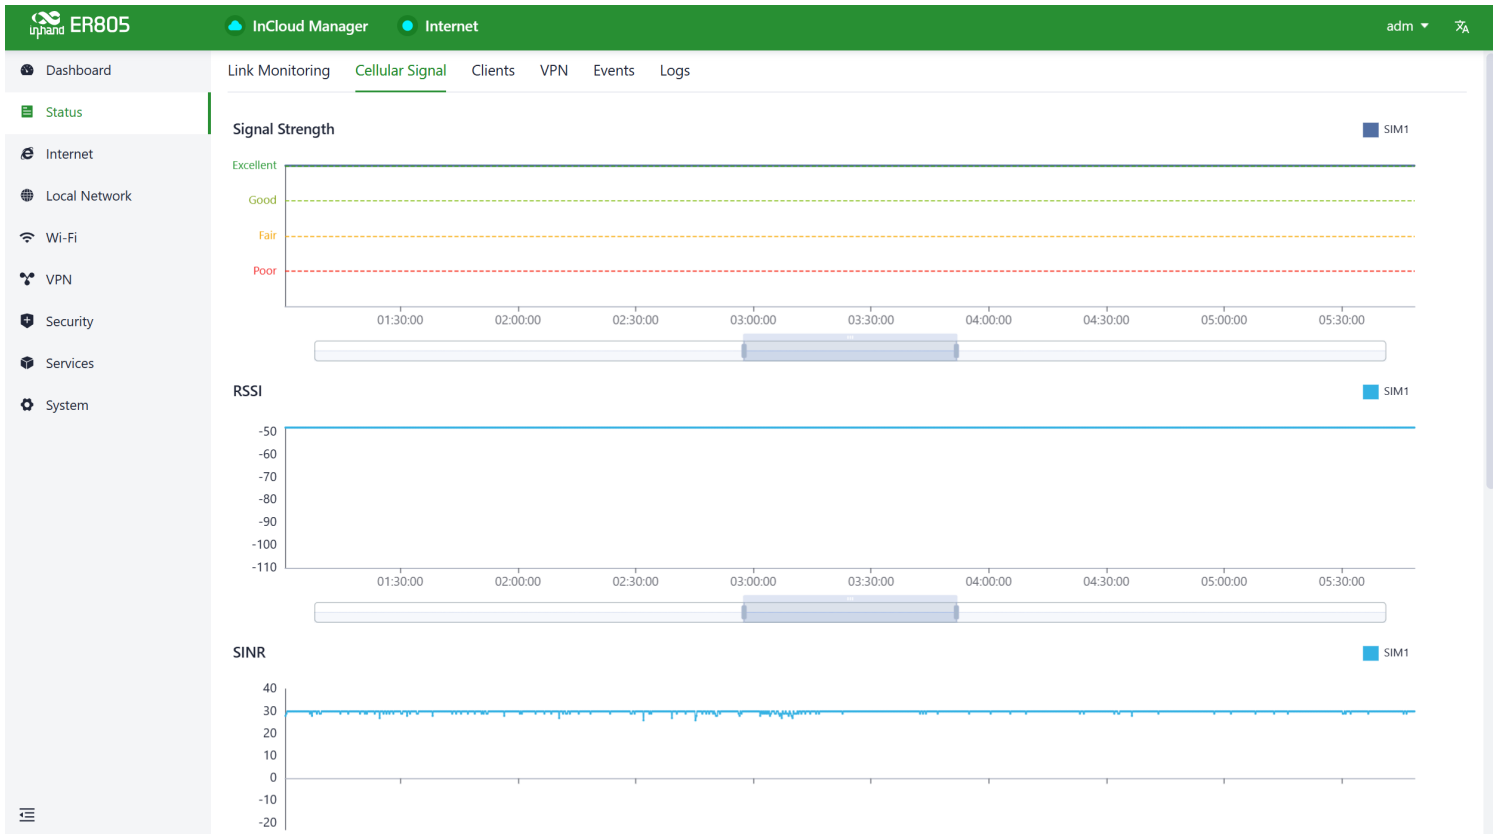 inhand ER805 InCloud Manager Internet adm
Dashboard
Status
Internet
Local Network
Wi-Fi
VPN
Security
Services
System
Link Monitoring Cellular Signal Clients VPN Events Logs
Signal Strength SIM1
Excellent
Good
Fair
Poor
01:30:00 02:00:00 02:30:00 03:00:00 03:30:00 04:00:00 04:30:00 05:00:00 05:30:00
RSSI SIM1
-50
-60
-70
-80
-90
-100
-110
01:30:00 02:00:00 02:30:00 03:00:00 03:30:00 04:00:00 04:30:00 05:00:00 05:30:00
SINR SIM1
40
30
20
10
0
-10
-20